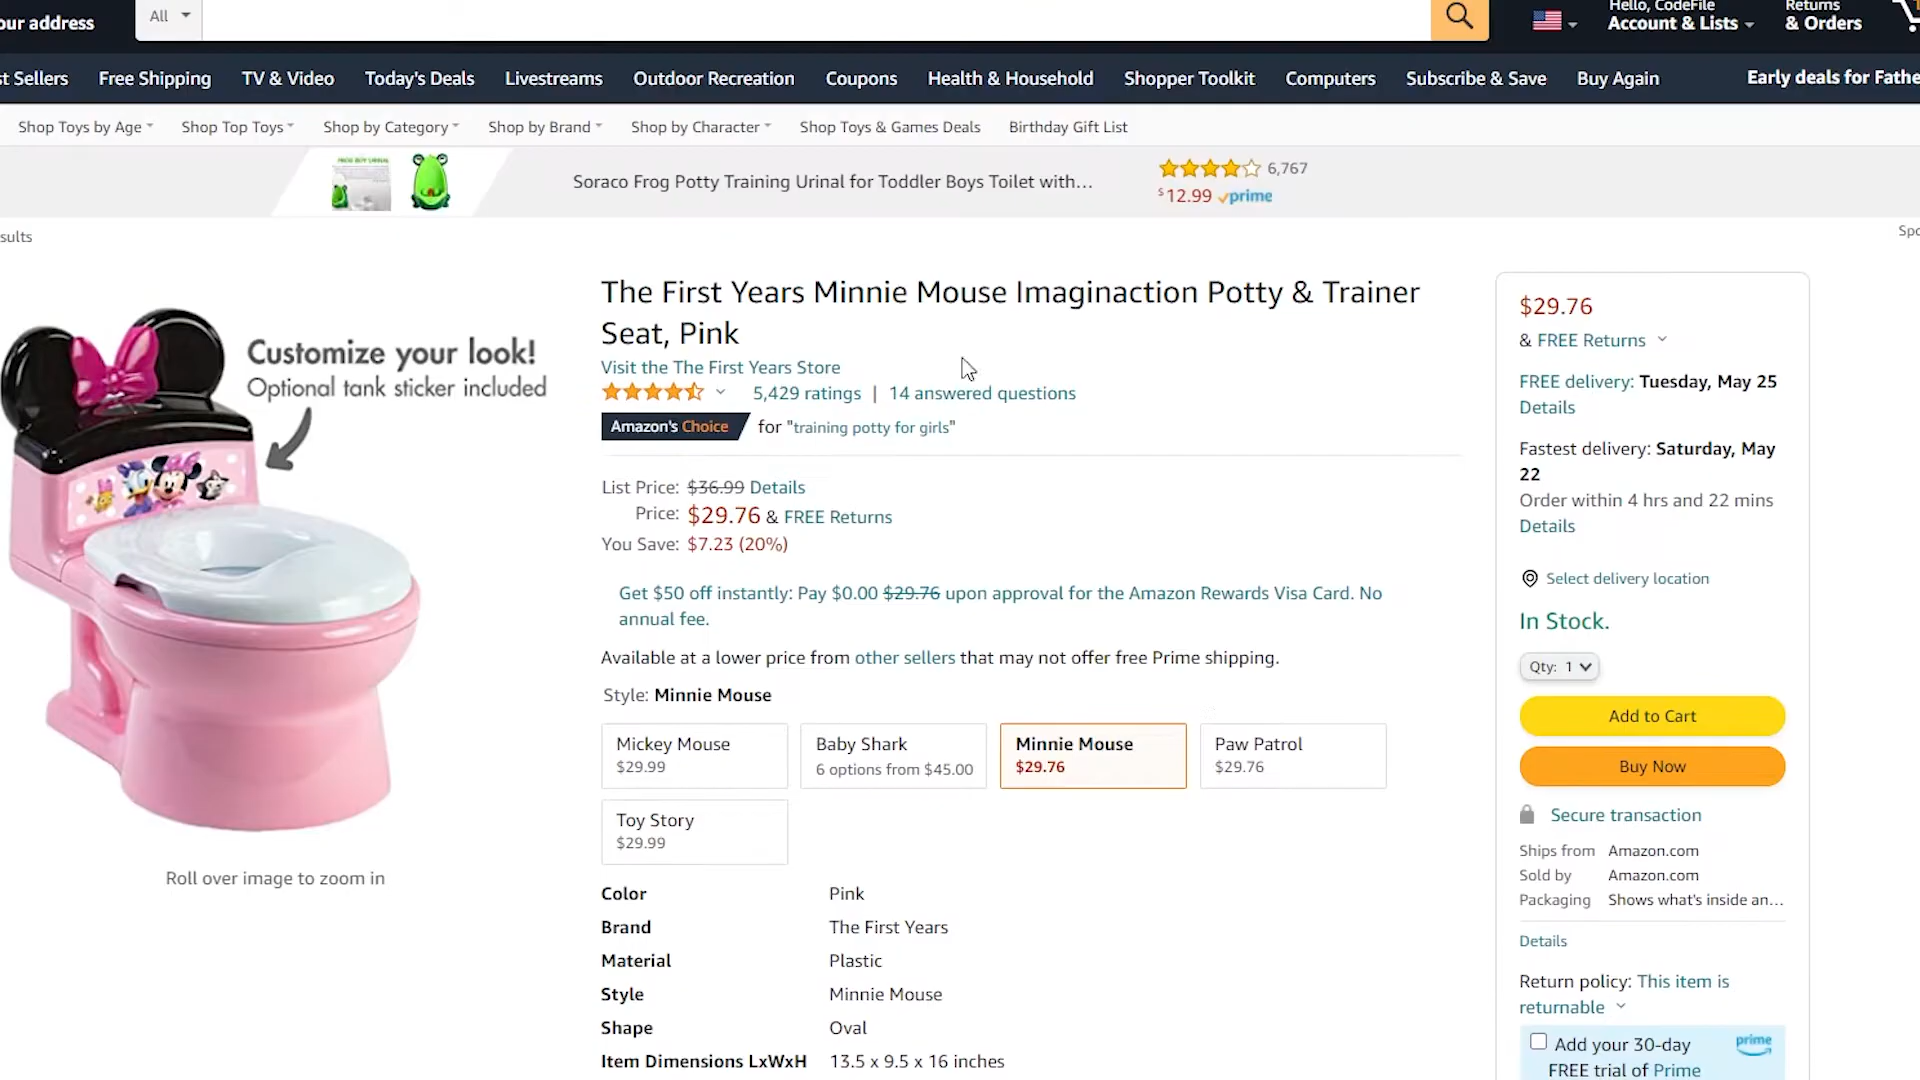 our address
All
Hello, CodeFile
Account & Lists
Returns
& Orders
st Sellers Free Shipping TV & Video Today's Deals Livestreams Outdoor Recreation Coupons Health & Household Shopper Toolkit Computers Subscribe & Save Buy Again Early deals for Fathe
Shop Toys by Age Shop Top Toys Shop by Category Shop by Brand Shop by Character Shop Toys & Games Deals Birthday Gift List
Soraco Frog Potty Training Urinal for Toddler Boys Toilet with…
6,767
$12.99 prime
sults
Spo
Customize your look!
Optional tank sticker included
Roll over image to zoom in
The First Years Minnie Mouse Imaginaction Potty & Trainer
Seat, Pink
Visit the The First Years Store
5,429 ratings | 14 answered questions
Amazon's Choice for "training potty for girls"
List Price: $36.99 Details
Price: $29.76 & FREE Returns
You Save: $7.23 (20%)
Get $50 off instantly: Pay $0.00 $29.76 upon approval for the Amazon Rewards Visa Card. No
annual fee.
Available at a lower price from other sellers that may not offer free Prime shipping.
Style: Minnie Mouse
Mickey Mouse
$29.99
Baby Shark
6 options from $45.00
Minnie Mouse
$29.76
Paw Patrol
$29.76
Toy Story
$29.99
Color Pink
Brand The First Years
Material Plastic
Style Minnie Mouse
Shape Oval
Item Dimensions LxWxH 13.5 x 9.5 x 16 inches
$29.76
& FREE Returns
FREE delivery: Tuesday, May 25
Details
Fastest delivery: Saturday, May
22
Order within 4 hrs and 22 mins
Details
Select delivery location
In Stock.
Qty: 1
Add to Cart
Buy Now
Secure transaction
Ships from Amazon.com
Sold by Amazon.com
Packaging Shows what's inside an…
Details
Return policy: This item is
returnable
Add your 30-day
FREE trial of Prime
prime